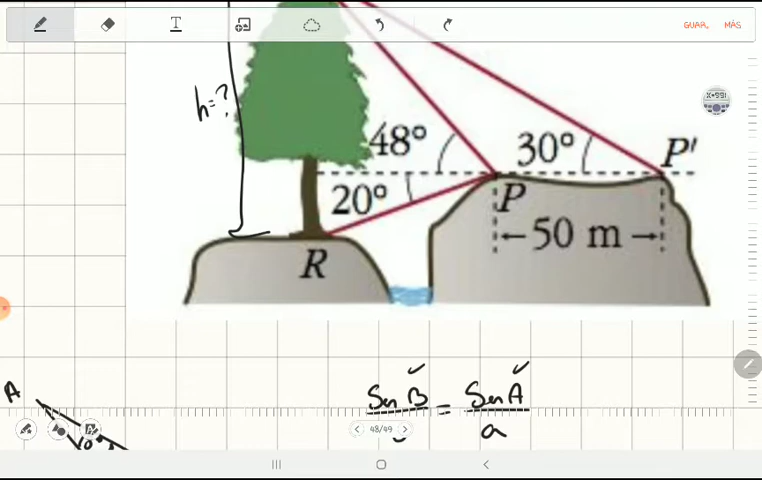 T
GUAR. MÁS
h=?
48°
30°
P'
20°
P
50 m
R
A
Sen B = Sen A
a
48/49